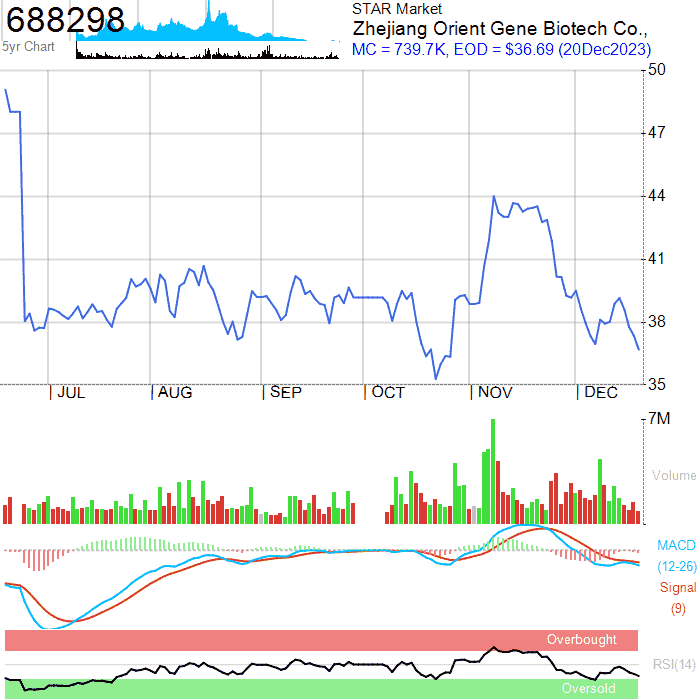 688298
5yr Chart
STAR Market
Zhejiang Orient Gene Biotech Co.,
MC = 739.7K, EOD = $36.69 (20Dec2023)
50
47
44
41
38
35
JUL
AUG
SEP
OCT
NOV
DEC
7M
Volume
MACD
(12-26)
Signal
(9)
Overbought
RSI(14)
Oversold